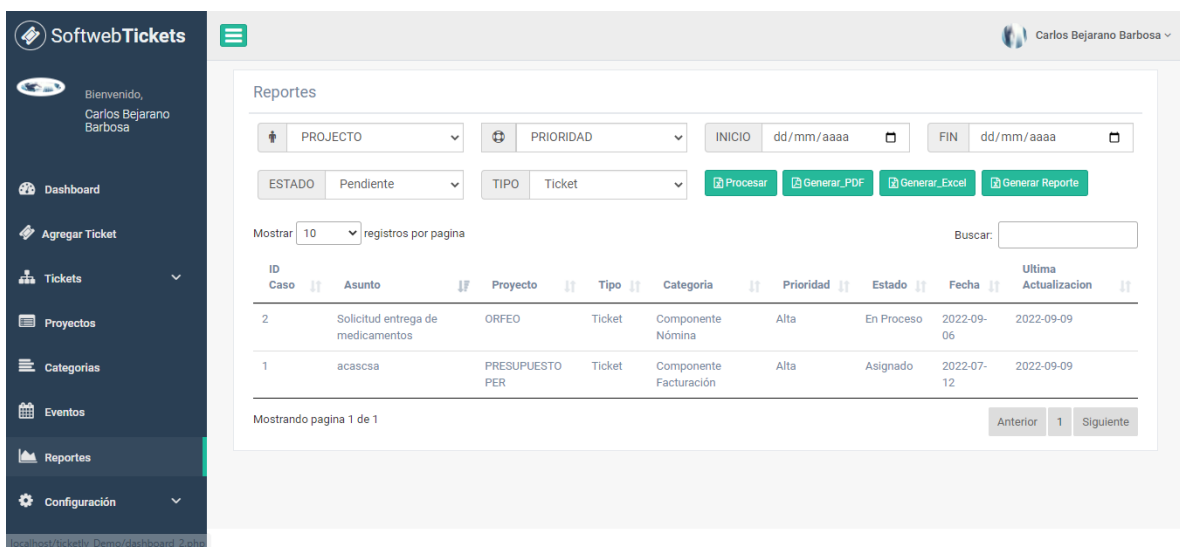 SoftwebTickets
Carlos Bejarano Barbosa
Bienvenido,
Carlos Bejarano
Barbosa
Dashboard
Agregar Ticket
Tickets
Proyectos
Categorias
Eventos
Reportes
Configuración
localhost/ticketly_Demo/dashboard_2.php
Reportes
PROJECTO PRIORIDAD INICIO dd/mm/aaaa FIN dd/mm/aaaa
ESTADO Pendiente TIPO Ticket Procesar Generar_PDF Generar_Excel Generar Reporte
Mostrar 10 registros por pagina Buscar:
ID Caso Asunto Proyecto Tipo Categoria Prioridad Estado Fecha Ultima Actualizacion
2 Solicitud entrega de ORFEO Ticket Componente Alta En Proceso 2022-09- 2022-09-09
medicamentos Nómina 06
1 acascsa PRESUPUESTO Ticket Componente Alta Asignado 2022-07- 2022-09-09
PER Facturación 12
Mostrando pagina 1 de 1 Anterior 1 Siguiente